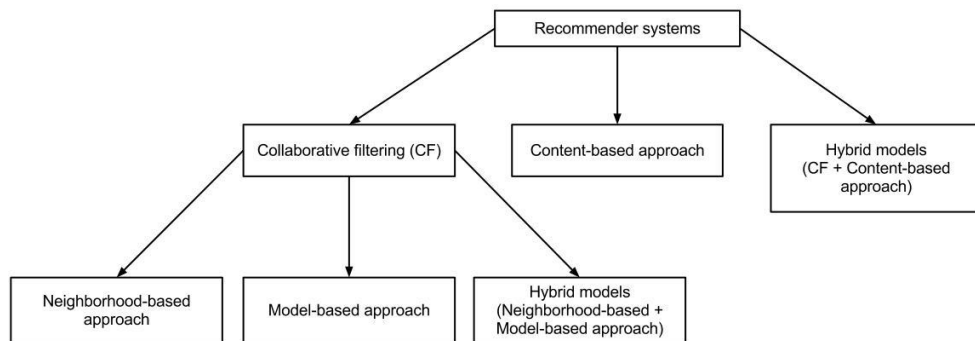 Recommender systems
Collaborative filtering (CF)
Content-based approach
Hybrid models
(CF + Content-based
approach)
Neighborhood-based
approach
Model-based approach
Hybrid models
(Neighborhood-based +
Model-based approach)